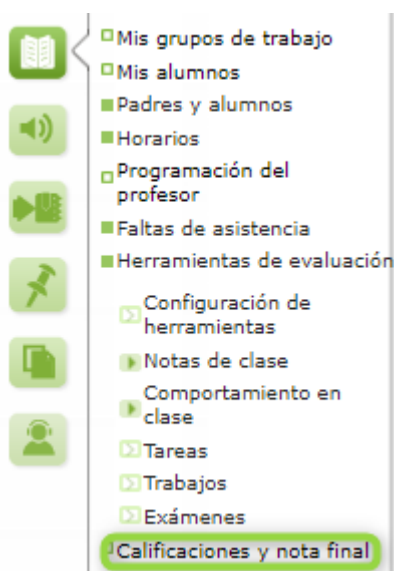 Mis grupos de trabajo
Mis alumnos
Padres y alumnos
Horarios
Programación del
profesor
Faltas de asistencia
Herramientas de evaluación
Configuración de
herramientas
Notas de clase
Comportamiento en
clase
Tareas
Trabajos
Exámenes
Calificaciones y nota final